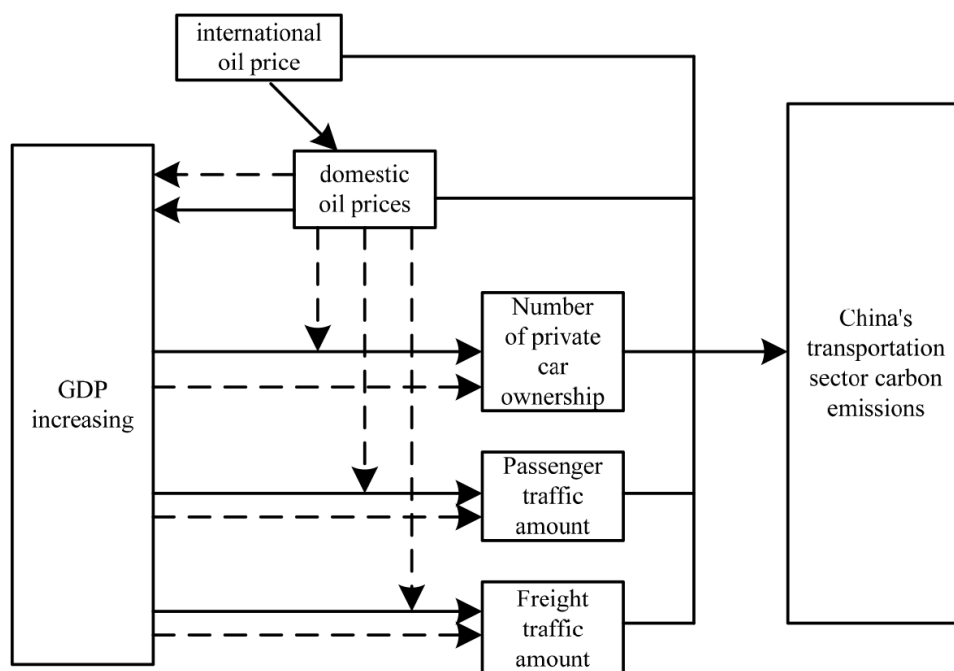 international
oil price
domestic
oil prices
GDP
increasing
Number
of private
car
ownership
Passenger
traffic
amount
Freight
traffic
amount
China's
transportation
sector carbon
emissions